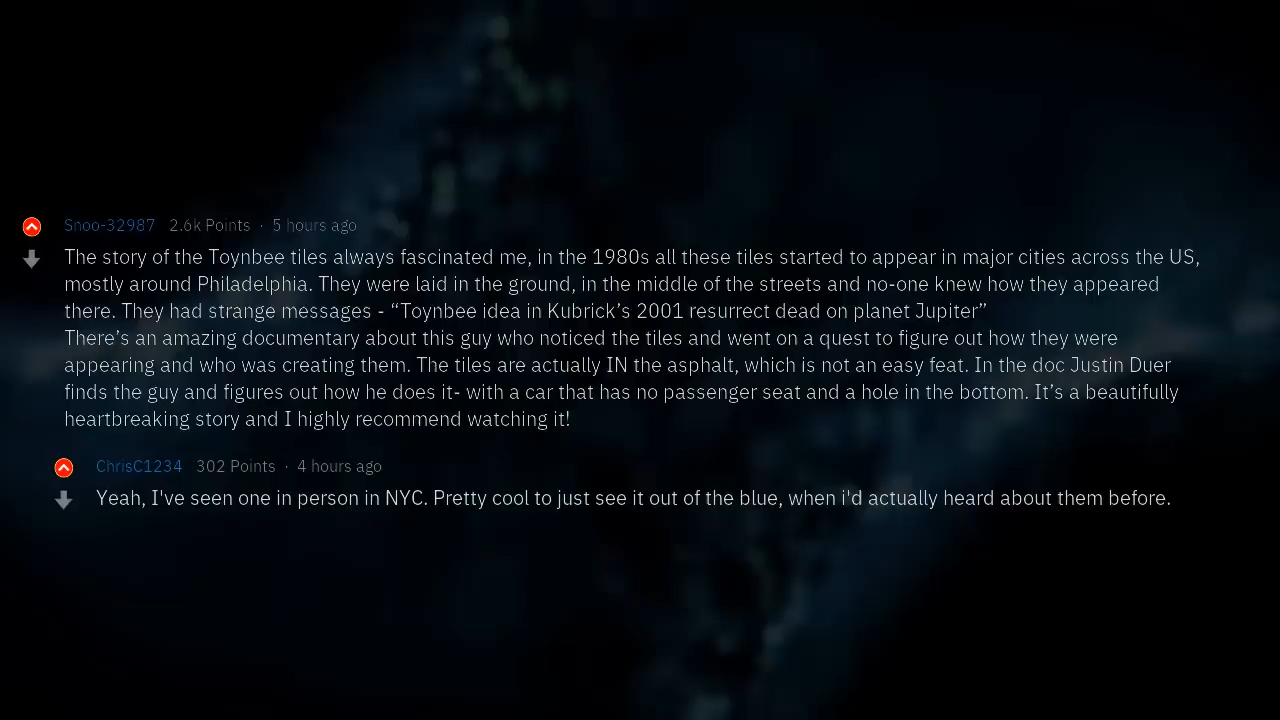 Snoo-32987 2.6k Points · 5 hours ago
The story of the Toynbee tiles always fascinated me, in the 1980s all these tiles started to appear in major cities across the US,
mostly around Philadelphia. They were laid in the ground, in the middle of the streets and no-one knew how they appeared
there. They had strange messages - “Toynbee idea in Kubrick’s 2001 resurrect dead on planet Jupiter”
There’s an amazing documentary about this guy who noticed the tiles and went on a quest to figure out how they were
appearing and who was creating them. The tiles are actually IN the asphalt, which is not an easy feat. In the doc Justin Duer
finds the guy and figures out how he does it- with a car that has no passenger seat and a hole in the bottom. It’s a beautifully
heartbreaking story and I highly recommend watching it!
ChrisC1234 302 Points · 4 hours ago
Yeah, I've seen one in person in NYC. Pretty cool to just see it out of the blue, when i'd actually heard about them before.